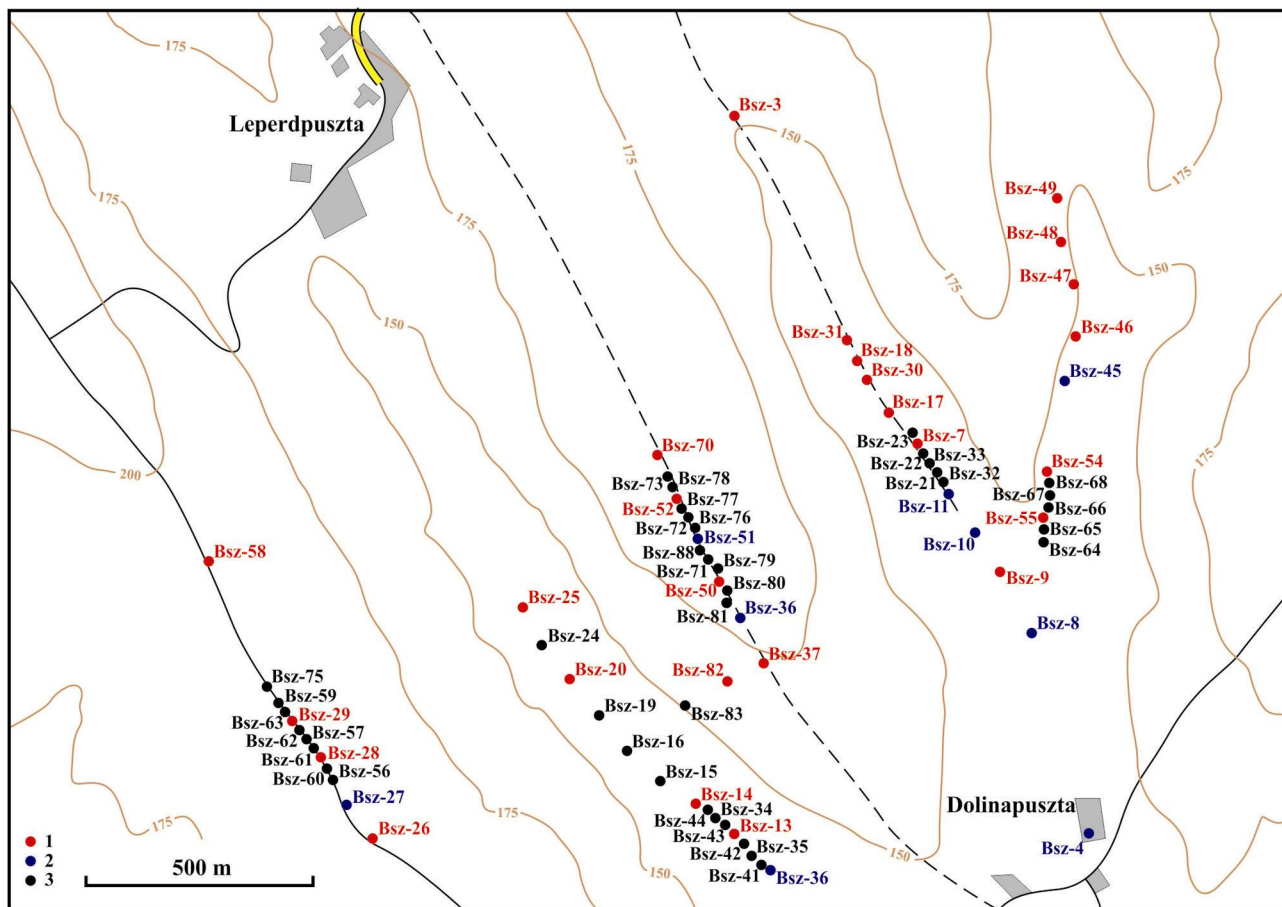 175
Leperdpuszta
175
175
175
Bsz-3
150
Bsz-49
175
Bsz-48
Bsz-47
150
150
Bsz-31
Bsz-18
Bsz-46
Bsz-30
Bsz-45
Bsz-17
Bsz-23
Bsz-7
Bsz-33
Bsz-22
Bsz-32
Bsz-21
Bsz-11
Bsz-10
Bsz-9
Bsz-8
Bsz-54
Bsz-68
Bsz-67
Bsz-66
Bsz-55
Bsz-65
Bsz-64
175
200
Bsz-70
Bsz-78
Bsz-73
Bsz-77
Bsz-52
Bsz-76
Bsz-72
Bsz-51
Bsz-88
Bsz-79
Bsz-71
Bsz-80
Bsz-50
Bsz-81
Bsz-36
Bsz-37
Bsz-82
Bsz-83
Bsz-58
Bsz-25
Bsz-24
Bsz-20
Bsz-19
Bsz-16
Bsz-15
Bsz-14
Bsz-34
Bsz-44
Bsz-13
Bsz-43
Bsz-35
Bsz-42
Bsz-41
Bsz-36
Bsz-75
Bsz-59
Bsz-29
Bsz-63
Bsz-57
Bsz-62
Bsz-28
Bsz-61
Bsz-56
Bsz-60
Bsz-27
Bsz-26
175
175
150
150
Dolinapuszta
Bsz-4
1
2
3
500 m